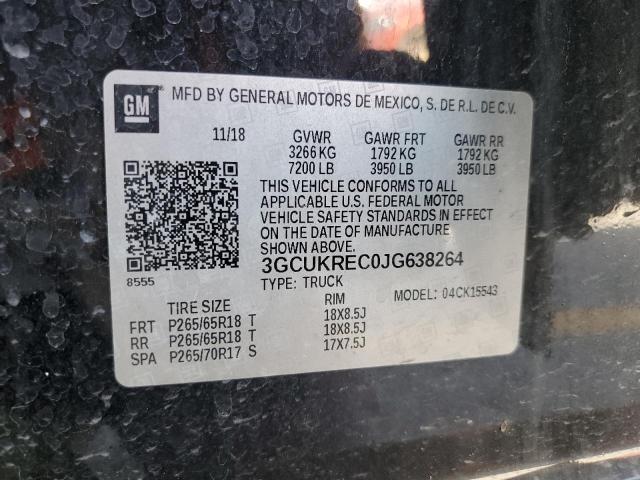 GM
MFD BY GENERAL MOTORS DE MEXICO, S. DE R.L. DE C.V.
11/18 GVWR GAWR FRT GAWR RR
3266 KG 1792 KG 1792 KG
7200 LB 3950 LB 3950 LB
THIS VEHICLE CONFORMS TO ALL
APPLICABLE U.S. FEDERAL MOTOR
VEHICLE SAFETY STANDARDS IN EFFECT
ON THE DATE OF MANUFACTURE
SHOWN ABOVE.
3GCUKREC0JG638264
8555 TYPE: TRUCK
TIRE SIZE RIM MODEL: 04CK15543
FRT P265/65R18 T 18X8.5J
RR P265/65R18 T 18X8.5J
SPA P265/70R17 S 17X7.5J